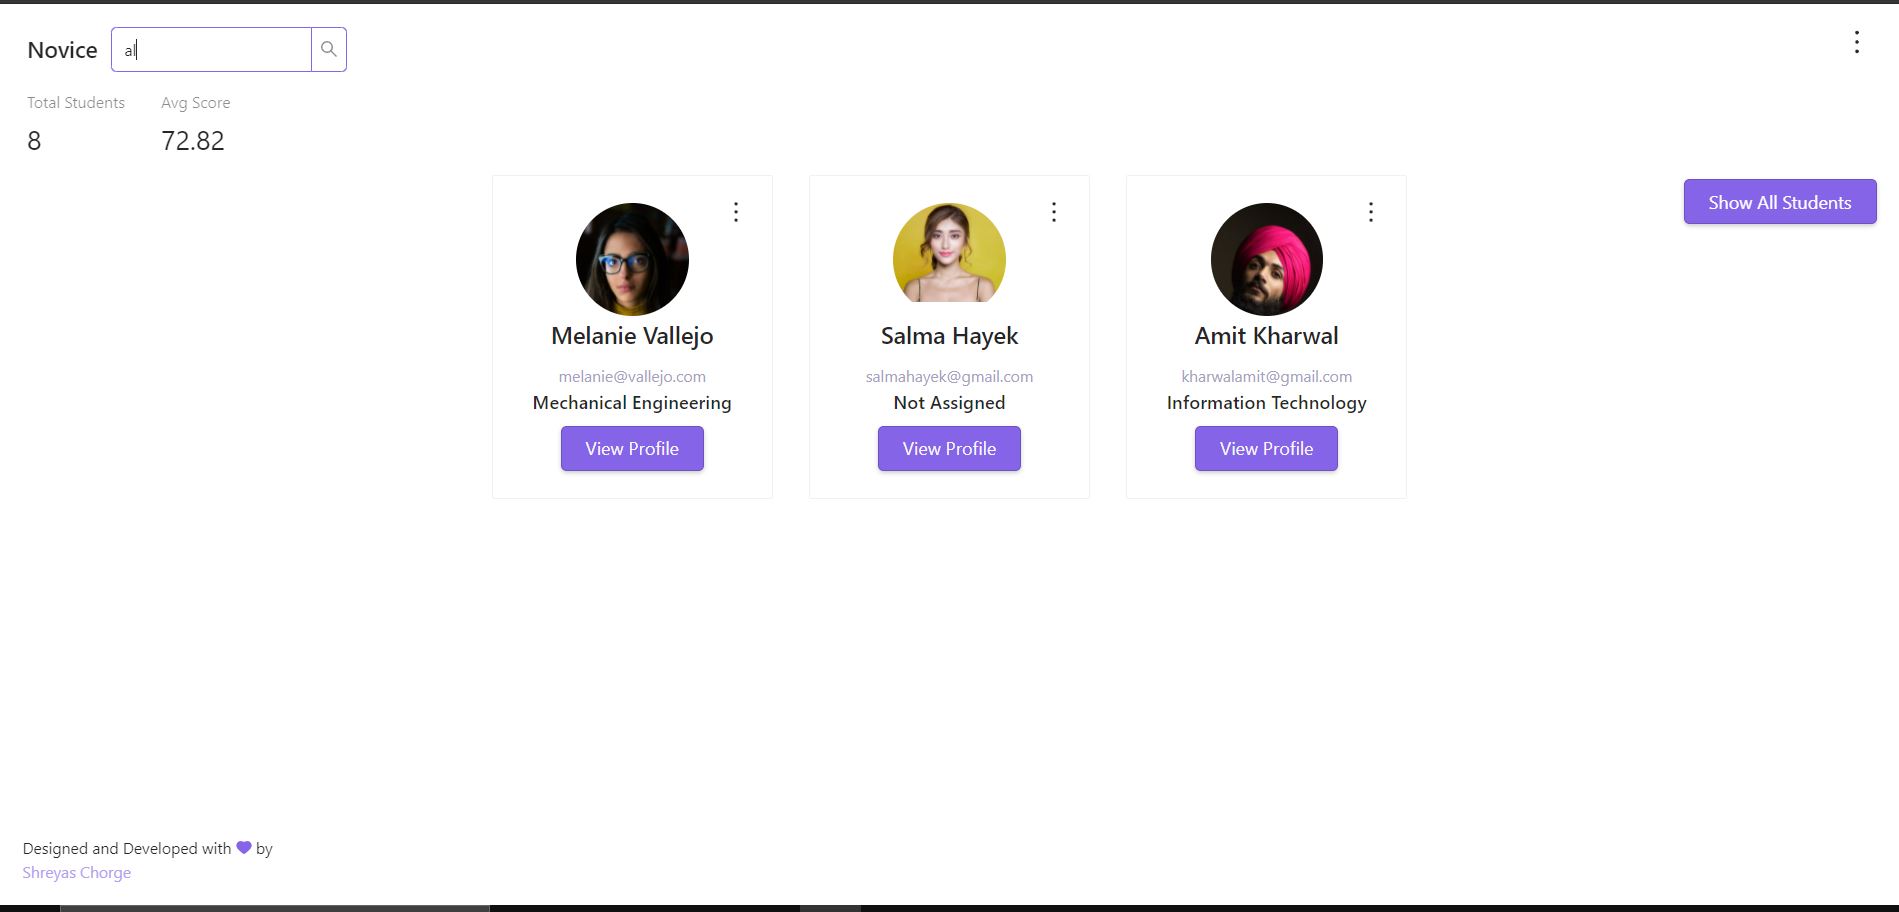 Novice
al
Total Students
Avg Score
8
72.82
Show All Students
Melanie Vallejo
melanie@vallejo.com
Mechanical Engineering
View Profile
Salma Hayek
salmahayek@gmail.com
Not Assigned
View Profile
Amit Kharwal
kharwalamit@gmail.com
Information Technology
View Profile
Designed and Developed with 💜 by
Shreyas Chorge